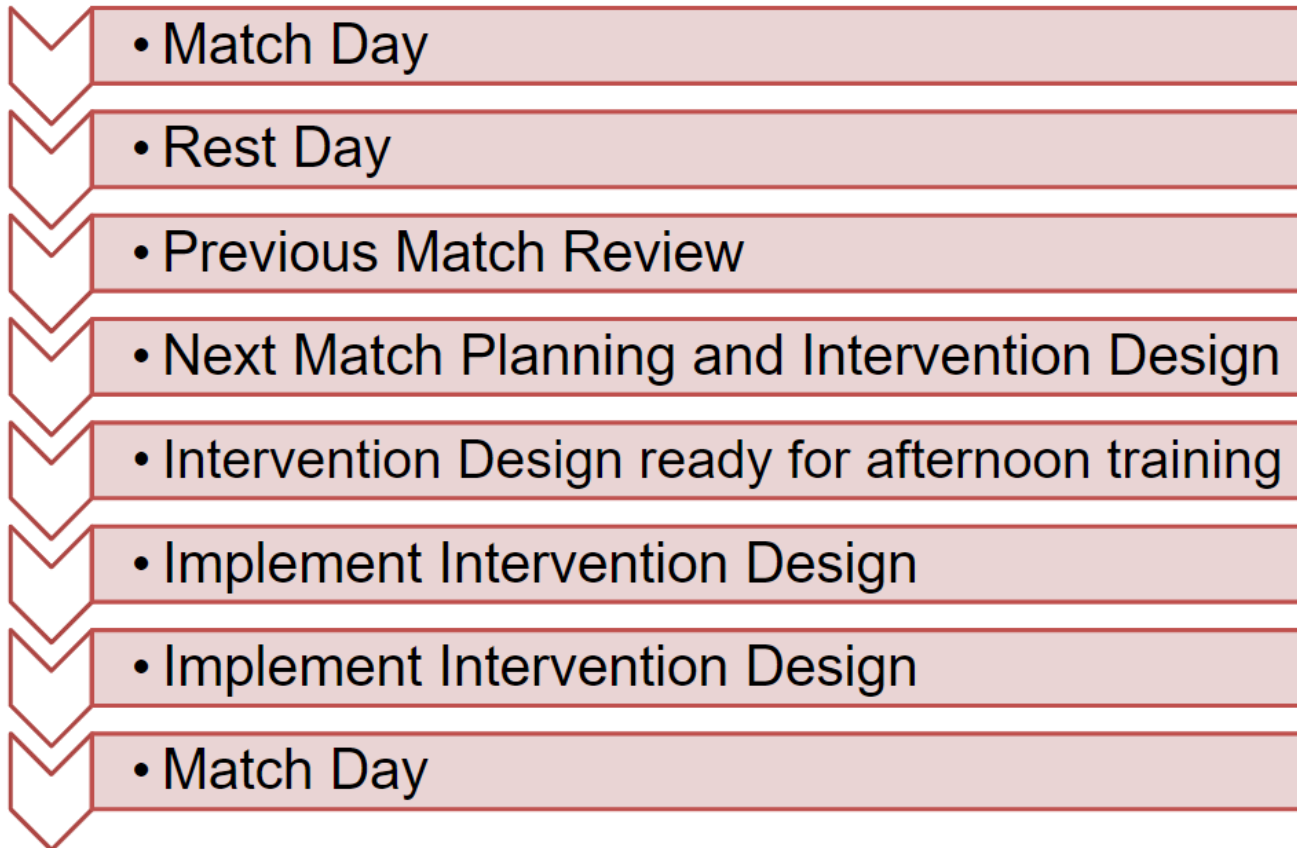 • Match Day
• Rest Day
• Previous Match Review
• Next Match Planning and Intervention Design
• Intervention Design ready for afternoon training
• Implement Intervention Design
• Implement Intervention Design
• Match Day